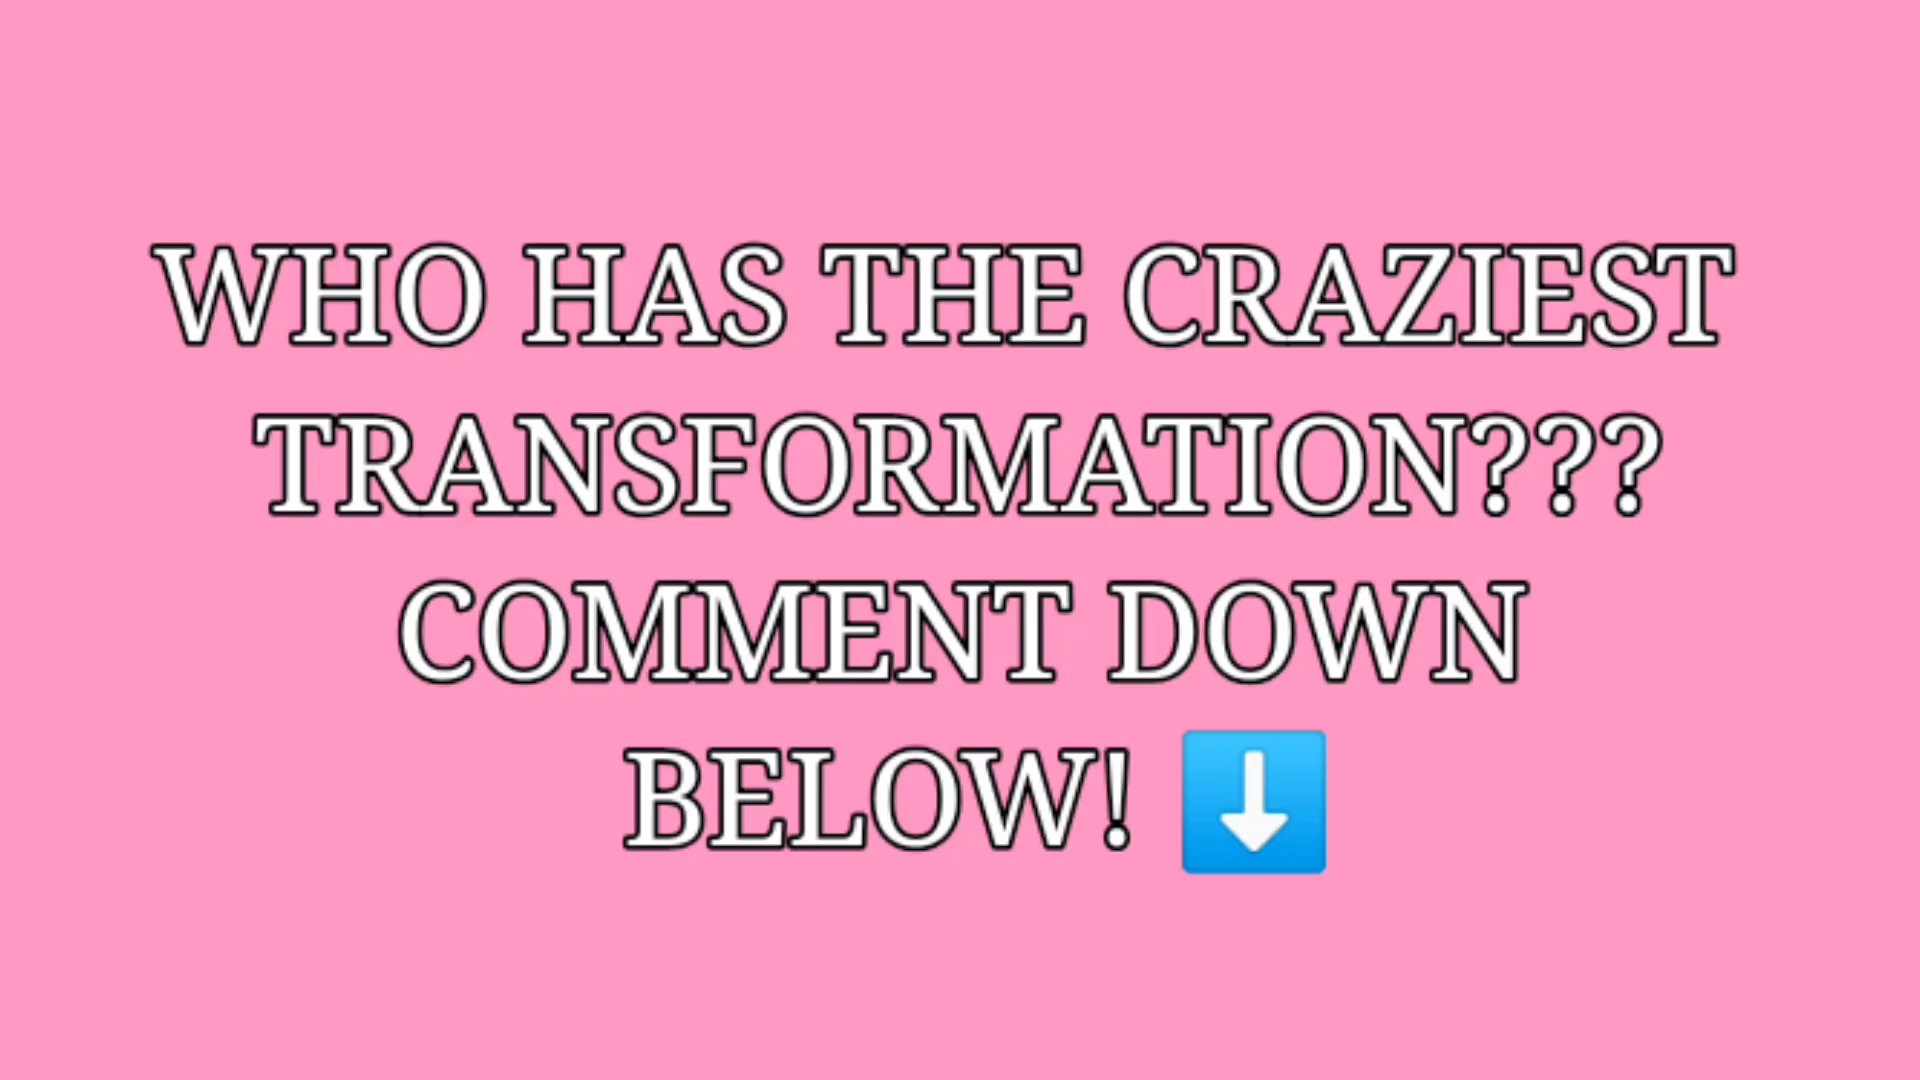 WHO HAS THE CRAZIEST
TRANSFORMATION???
COMMENT DOWN
BELOW! ⬇️